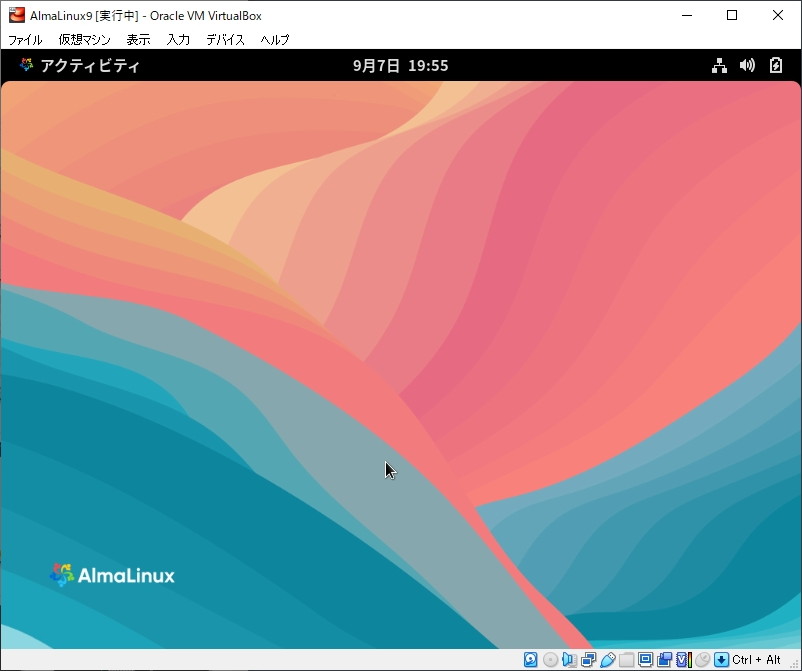 AlmaLinux9 [実行中] - Oracle VM VirtualBox
ファイル 仮想マシン 表示 入力 デバイス ヘルプ
アクティビティ 9月7日 19:55
AlmaLinux
Ctrl + Alt